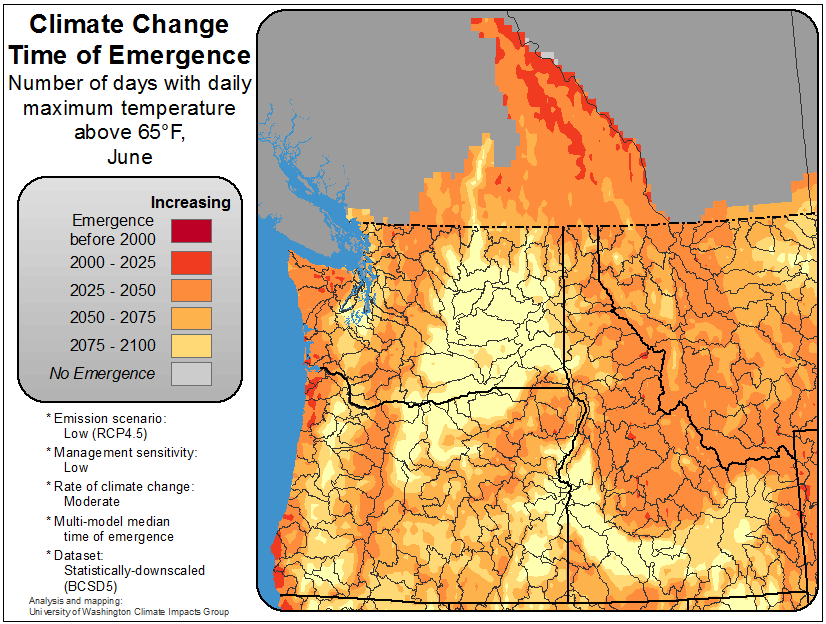 Climate Change
Time of Emergence
Number of days with daily
maximum temperature
above 65°F,
June
Increasing
Emergence
before 2000
2000 - 2025
2025 - 2050
2050 - 2075
2075 - 2100
No Emergence
* Emission scenario:
Low (RCP4.5)
* Management sensitivity:
Low
* Rate of climate change:
Moderate
* Multi-model median
time of emergence
* Dataset:
Statistically-downscaled
(BCSD5)
Analysis and mapping:
University of Washington Climate Impacts Group